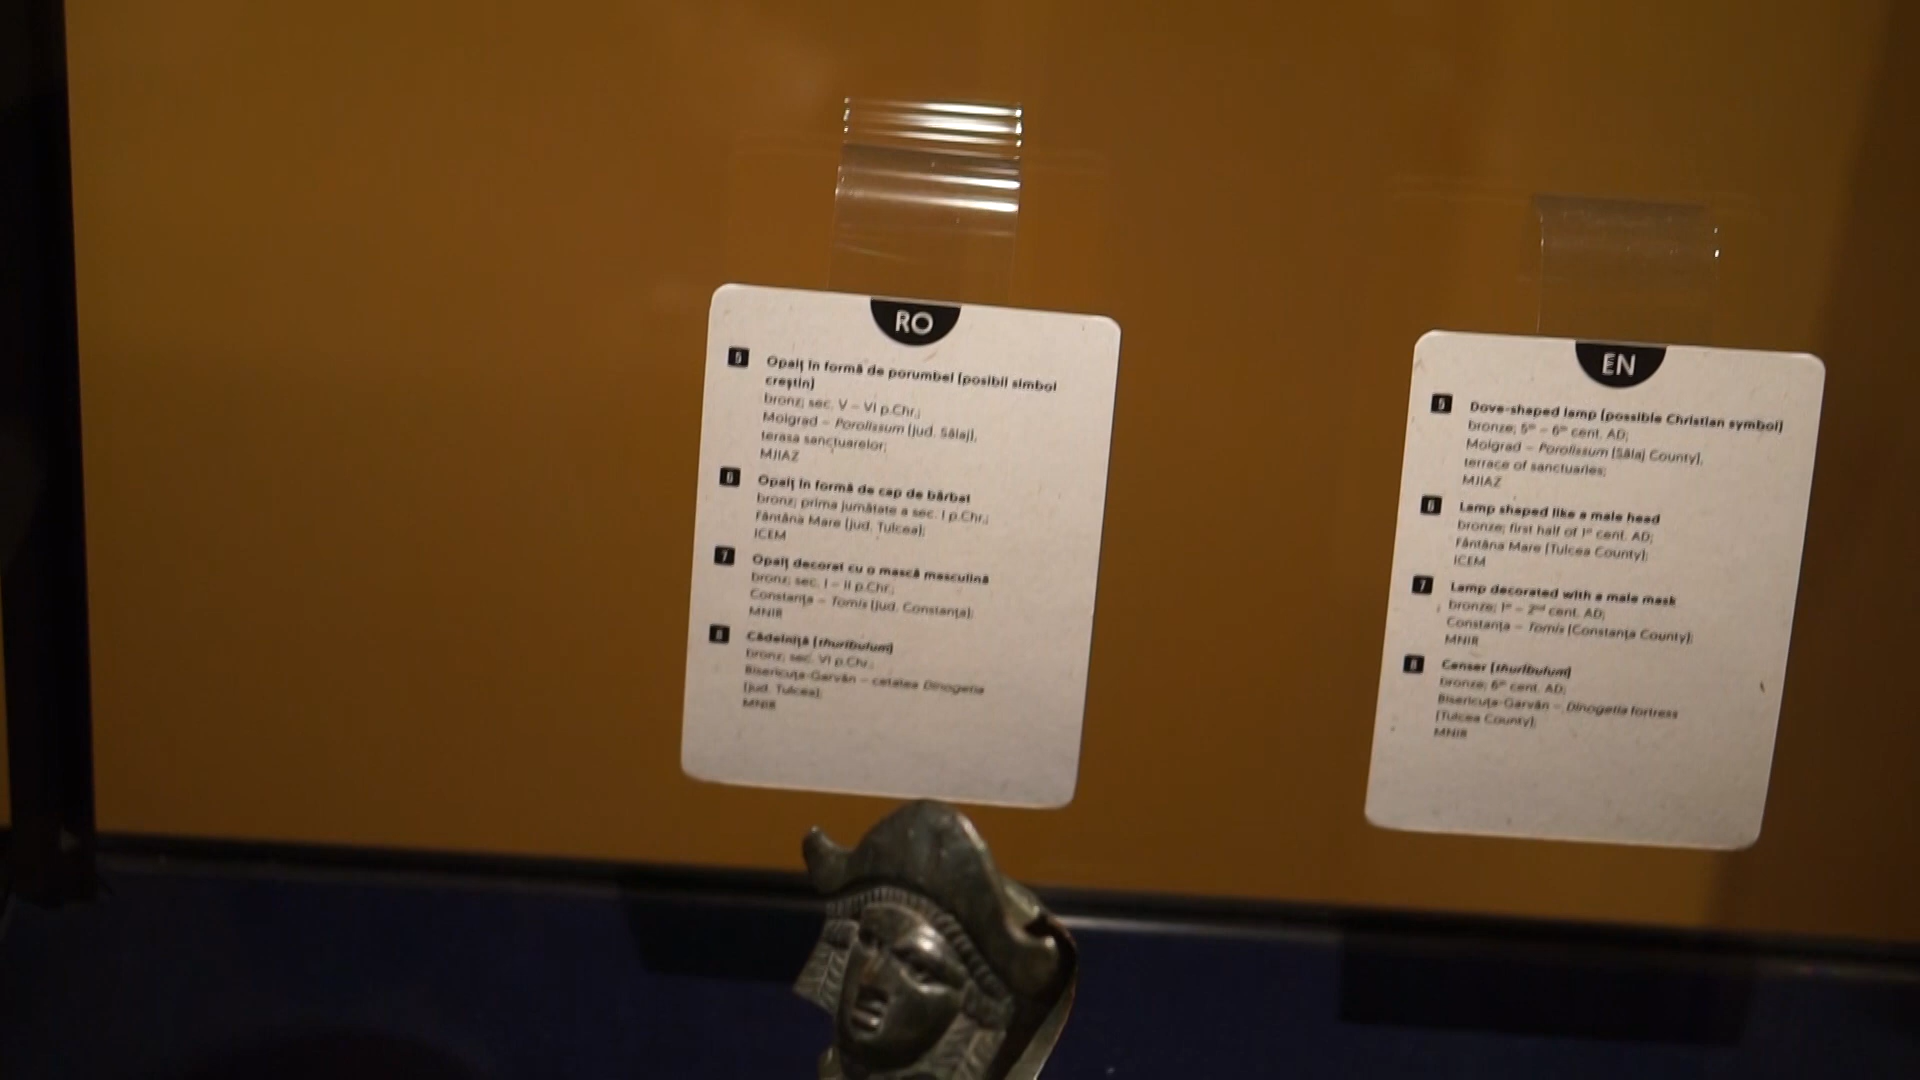 RO
5 Opaiț în formă de porumbel (posibil simbol
creștin)
bronz; sec. V – VI p.Chr.;
Moigrad – Porolissum (jud. Sălaj),
terasa sanctuarelor;
MJIAZ
6 Opaiț în formă de cap de bărbat
bronz; prima jumătate a sec. I p.Chr.;
Fântâna Mare (jud. Tulcea);
ICEM
7 Opaiț decorat cu o mască masculină
bronz; sec. I – II p.Chr.;
Constanța – Tomis (jud. Constanța);
MNIR
8 Cădelniță (thuribulum)
bronz; sec. VI p.Chr.;
Bisericuța-Garvăn – cetatea Dinogetia
(jud. Tulcea);
MNIR
EN
5 Dove-shaped lamp (possible Christian symbol)
bronze; 5th – 6th cent. AD;
Moigrad – Porolissum (Sălaj County),
terrace of sanctuaries;
MJIAZ
6 Lamp shaped like a male head
bronze; first half of 1st cent. AD;
Fântâna Mare (Tulcea County);
ICEM
7 Lamp decorated with a male mask
bronze; 1st – 2nd cent. AD;
Constanța – Tomis (Constanța County);
MNIR
8 Censer (thuribulum)
bronze; 6th cent. AD;
Bisericuța-Garvăn – Dinogetia fortress
(Tulcea County);
MNIR